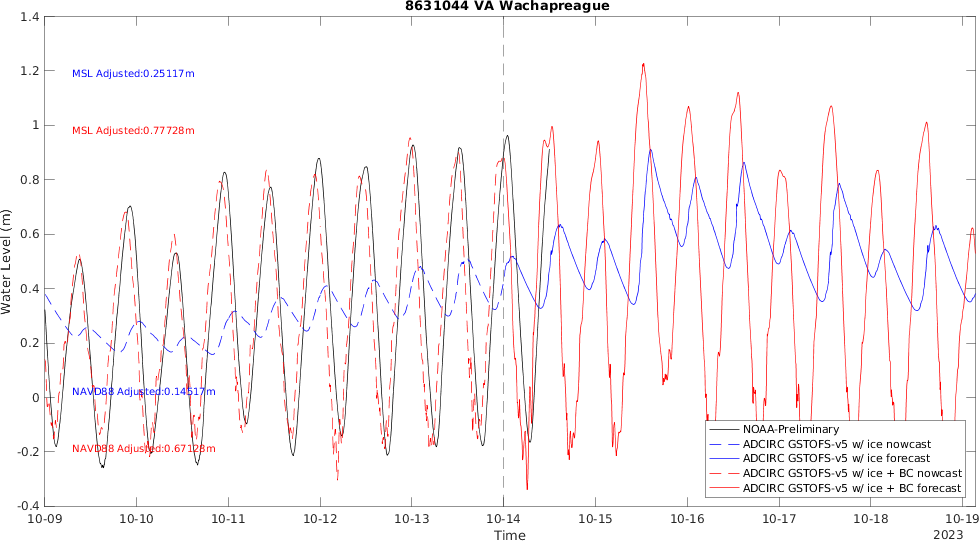 8631044 VA Wachapreague
1.4
1.2
1
0.8
0.6
0.4
0.2
0
-0.2
-0.4
Water Level (m)
MSL Adjusted:0.25117m
MSL Adjusted:0.77728m
NAVD88 Adjusted:0.14517m
NAVD88 Adjusted:0.67128m
NOAA-Preliminary
ADCIRC GSTOFS-v5 w/ ice nowcast
ADCIRC GSTOFS-v5 w/ ice forecast
ADCIRC GSTOFS-v5 w/ ice + BC nowcast
ADCIRC GSTOFS-v5 w/ ice + BC forecast
10-09 10-10 10-11 10-12 10-13 10-14 10-15 10-16 10-17 10-18 10-19
Time
2023